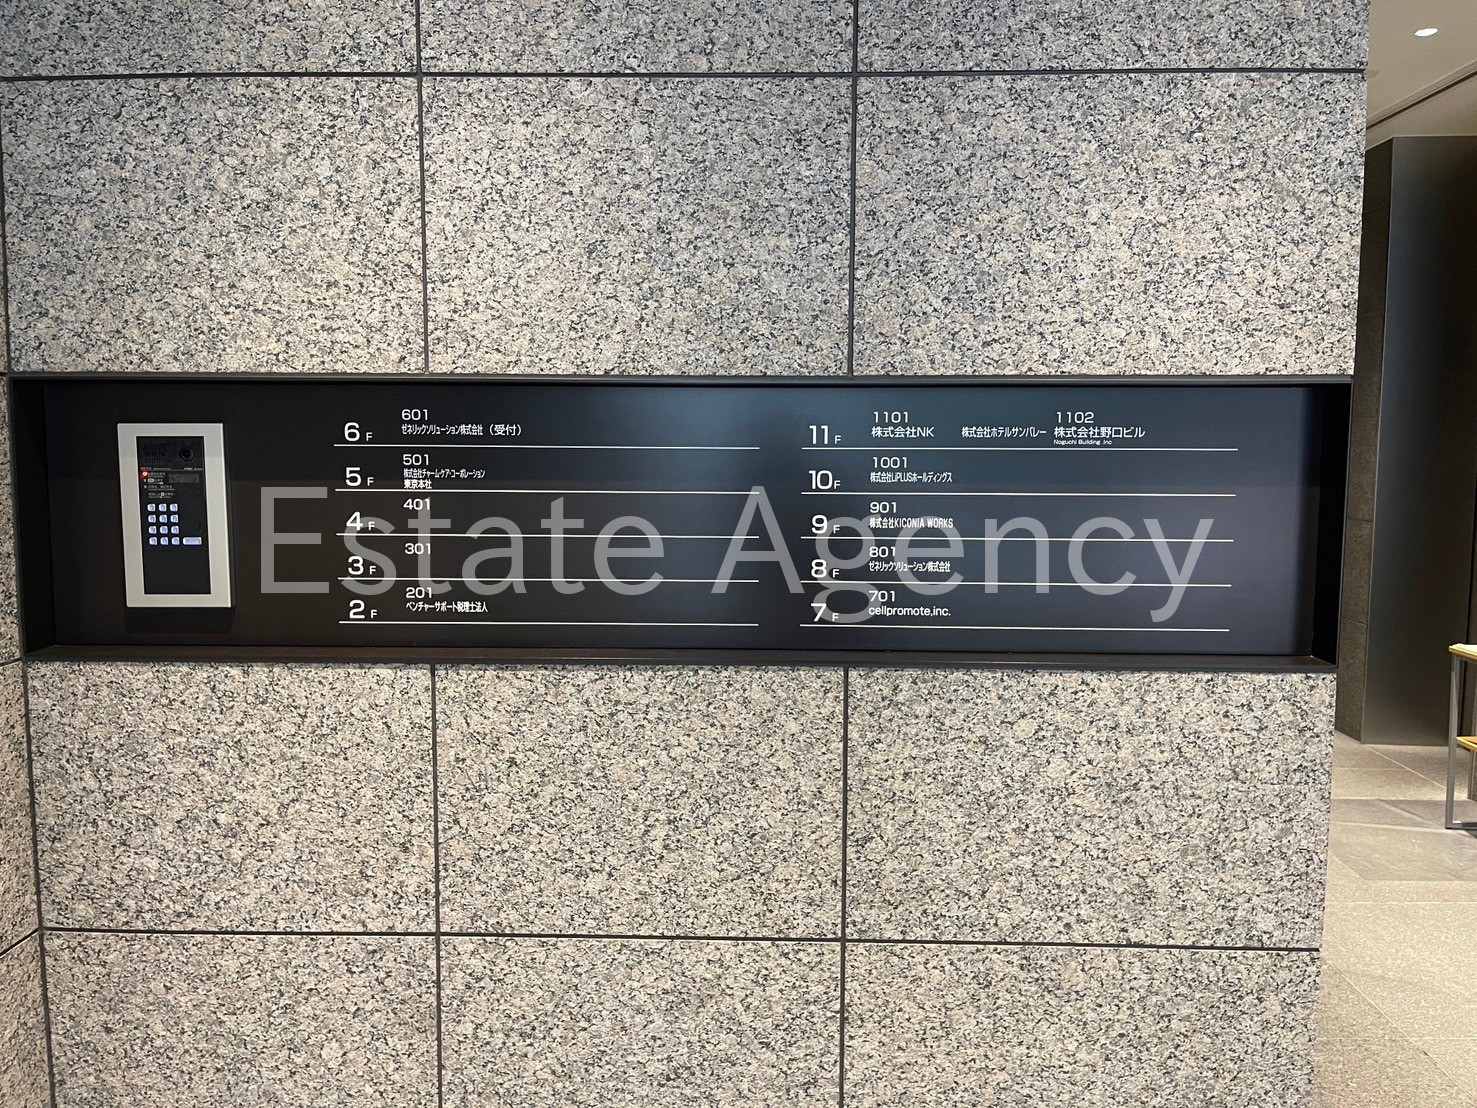 6F
601
ゼネリックソリューション株式会社（受付）
5F
501
株式会社チャーム・ケア・コーポレーション
東京本社
4F
401
3F
301
2F
201
ベンチャーサポート税理士法人
11F
1101
株式会社NK 株式会社ホテルサンバレー
1102
株式会社野口ビル
Noguchi Building Inc
10F
1001
株式会社LiPLUSホールディングス
9F
901
株式会社KICONIA WORKS
8F
801
ゼネリックソリューション株式会社
7F
701
cellpromote,inc.
Estate Agency